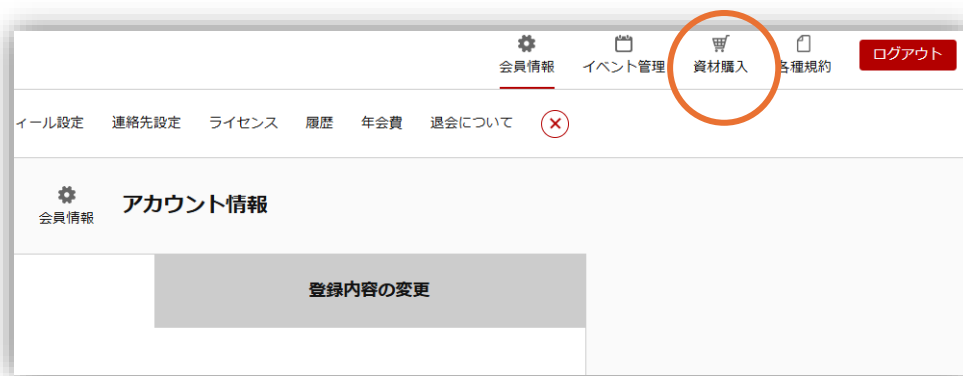 会員情報 イベント管理 資材購入 各種規約 ログアウト
ィール設定 連絡先設定 ライセンス 履歴 年会費 退会について
会員情報 アカウント情報
登録内容の変更